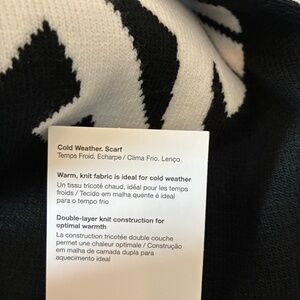 Cold Weather. Scarf
Temps Froid. Echarpe / Clima Frio. Lenço
Warm, knit fabric is ideal for cold weather
Un tissu tricoté chaud, idéal pour les temps
froids / Tecido em malha quente é ideal
para o tempo frio
Double-layer knit construction for
optimal warmth
La construction tricotée double couche
permet une chaleur optimale / Construção
em malha de camada dupla para
aquecimento ideal